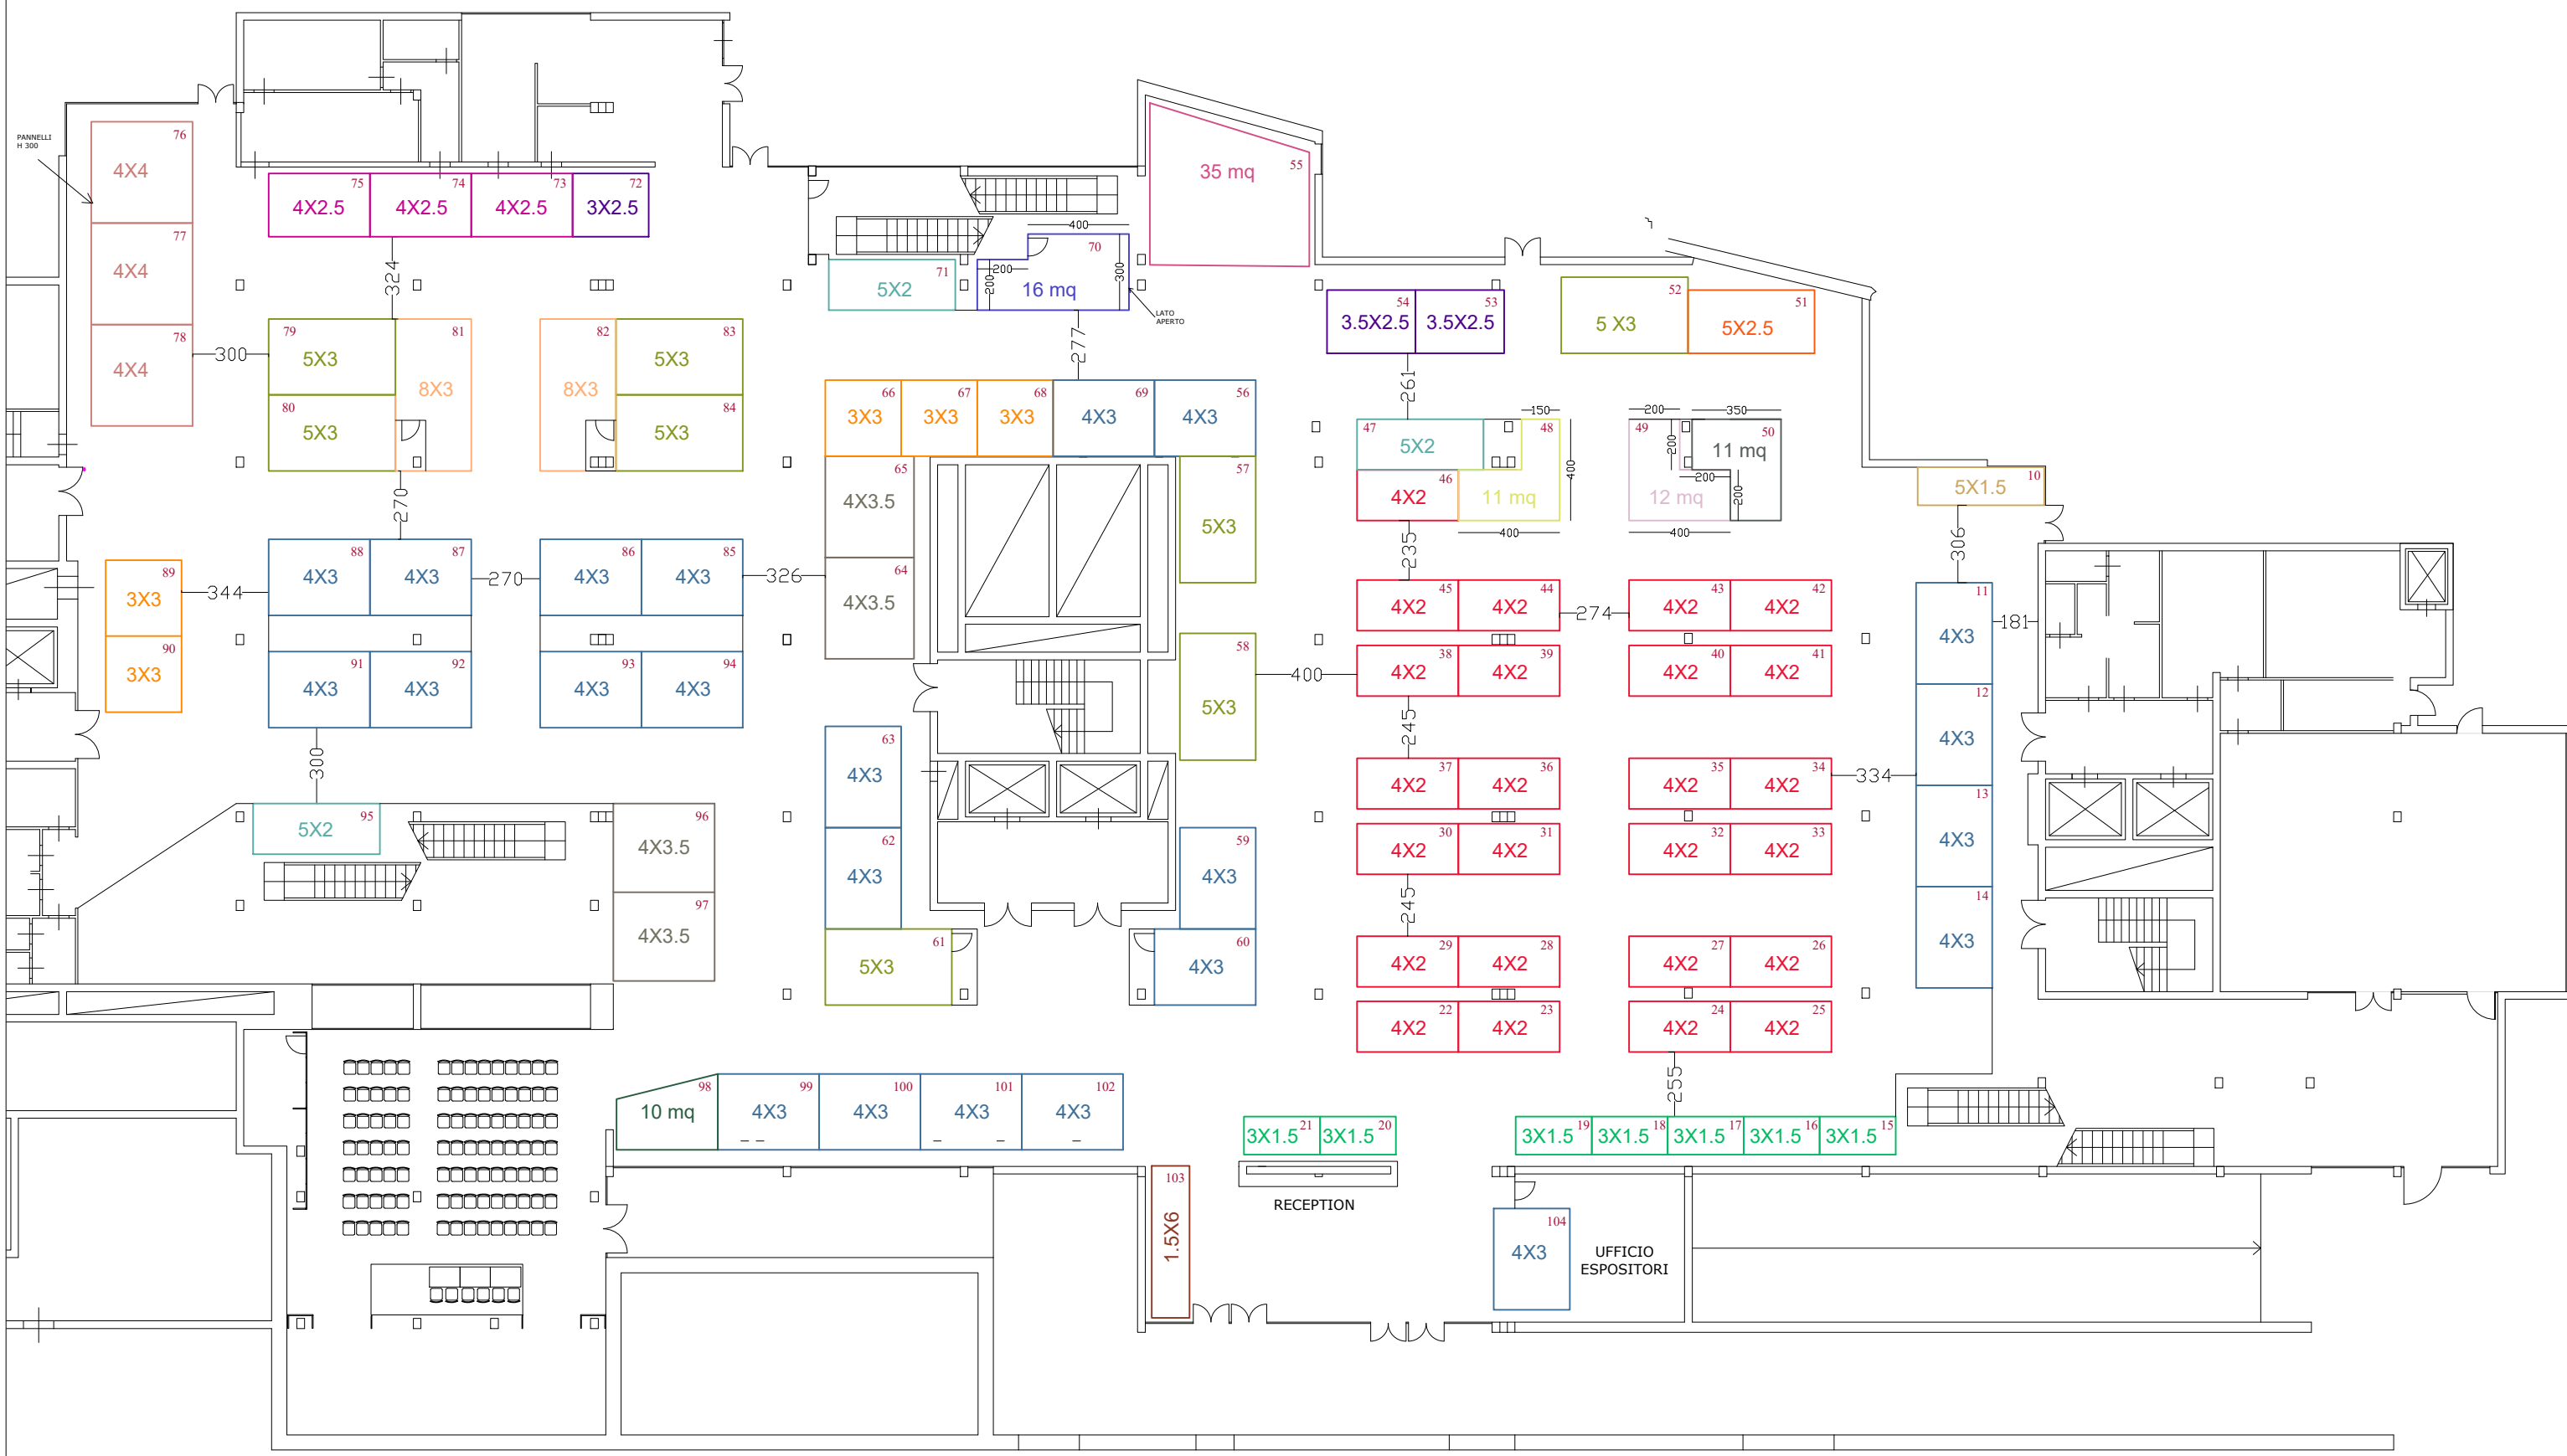 PANNELLI
H 300
76
4X4
77
4X4
78
4X4
75
4X2.5
74
4X2.5
73
4X2.5
72
3X2.5
324
300
79
5X3
80
5X3
81
8X3
82
8X3
83
5X3
84
5X3
270
71
5X2
400
70
200
200
300
16 mq
LATO
APERTO
277
35 mq
55
54
3.5X2.5
53
3.5X2.5
52
5 X3
51
5X2.5
261
66
3X3
67
3X3
68
3X3
69
4X3
56
4X3
65
4X3.5
64
4X3.5
57
5X3
58
5X3
47
5X2
150
48
400
46
4X2
11 mq
400
200
350
49
200
50
11 mq
200
200
12 mq
400
10
5X1.5
306
235
89
3X3
90
3X3
344
88
4X3
87
4X3
270
86
4X3
85
4X3
326
91
4X3
92
4X3
93
4X3
94
4X3
300
45
4X2
44
4X2
274
43
4X2
42
4X2
38
4X2
39
4X2
40
4X2
41
4X2
400
245
11
4X3
181
12
4X3
13
4X3
14
4X3
334
37
4X2
36
4X2
35
4X2
34
4X2
30
4X2
31
4X2
32
4X2
33
4X2
245
29
4X2
28
4X2
27
4X2
26
4X2
22
4X2
23
4X2
24
4X2
25
4X2
255
63
4X3
62
4X3
61
5X3
59
4X3
60
4X3
95
5X2
96
4X3.5
97
4X3.5
98
10 mq
99
4X3
100
4X3
101
4X3
102
4X3
3X1.5 21
3X1.5 20
3X1.5 19
3X1.5 18
3X1.5 17
3X1.5 16
3X1.5 15
103
1.5X6
RECEPTION
104
4X3
UFFICIO
ESPOSITORI